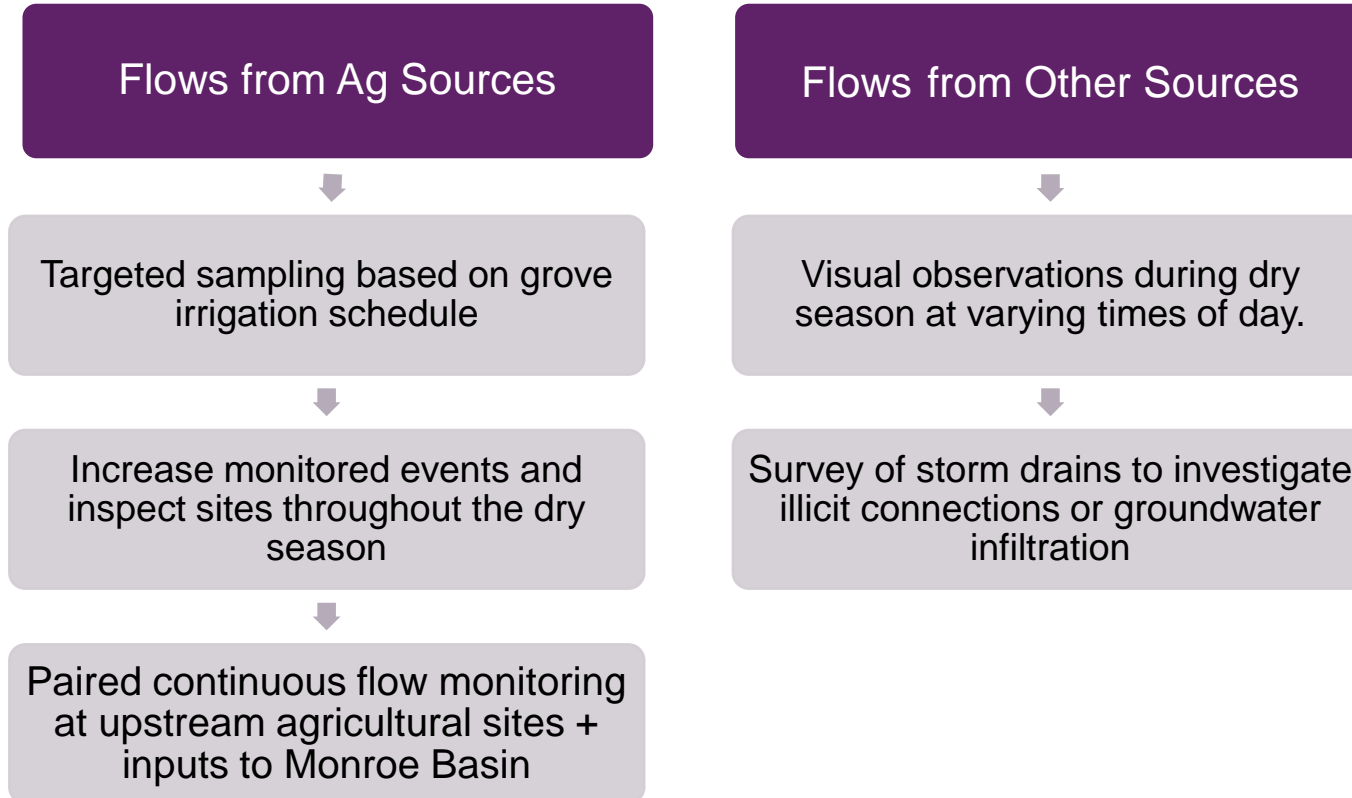 Flows from Ag Sources
Targeted sampling based on grove
irrigation schedule
Increase monitored events and
inspect sites throughout the dry
season
Paired continuous flow monitoring
at upstream agricultural sites +
inputs to Monroe Basin
Flows from Other Sources
Visual observations during dry
season at varying times of day.
Survey of storm drains to investigate
illicit connections or groundwater
infiltration